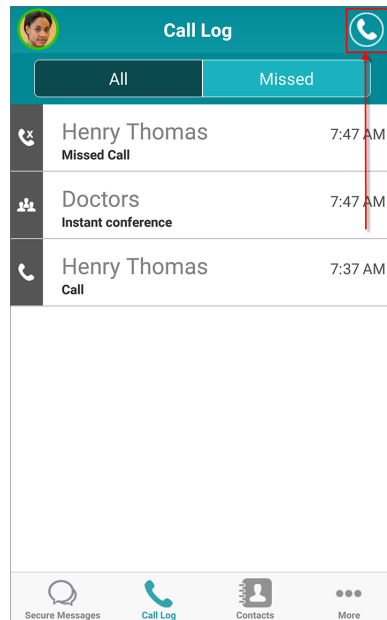 Call Log
All Missed
Henry Thomas 7:47 AM
Missed Call
Doctors 7:47 AM
Instant conference
Henry Thomas 7:37 AM
Call
Secure Messages Call Log Contacts More